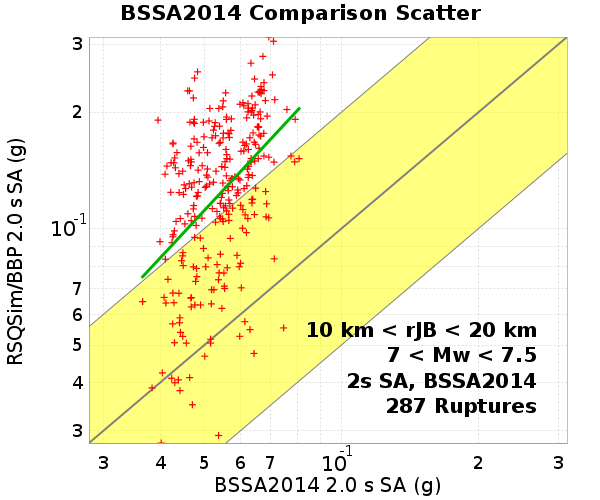 BSSA2014 Comparison Scatter
RSQSim/BBP 2.0 s SA (g)
3
2
10-1
7
6
5
4
3
10 km < rJB < 20 km
7 < Mw < 7.5
2s SA, BSSA2014
287 Ruptures
3 4 5 6 7 10-1 2 3
BSSA2014 2.0 s SA (g)